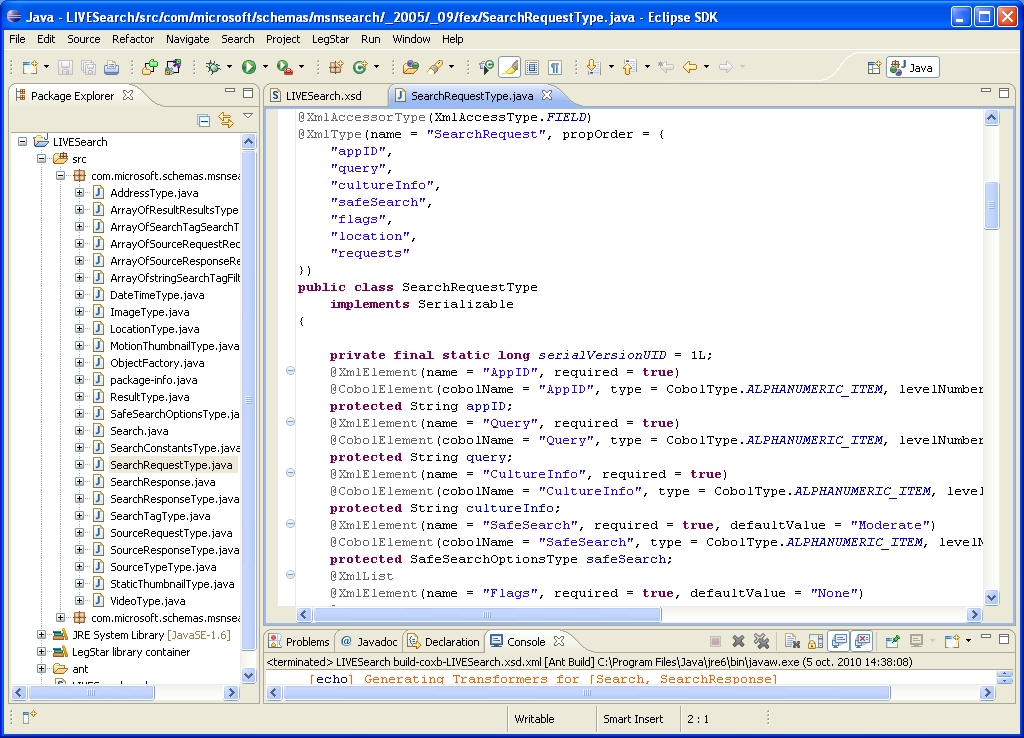 Java - LIVESearch/src/com/microsoft/schemas/msnsearch/_2005/_09/fex/SearchRequestType.java - Eclipse SDK
File Edit Source Refactor Navigate Search Project LegStar Run Window Help
Java
Package Explorer
LIVESearch
src
com.microsoft.schemas.msnsea
AddressType.java
ArrayOfResultResultsType
ArrayOfSearchTagSearchT
ArrayOfSourceRequestRec
ArrayOfSourceResponseRe
ArrayOfstringSearchTagFilt
DateTimeType.java
ImageType.java
LocationType.java
MotionThumbnailType.java
ObjectFactory.java
package-info.java
ResultType.java
SafeSearchOptionsType.ja
Search.java
SearchConstantsType.java
SearchRequestType.java
SearchResponse.java
SearchResponseType.java
SearchTagType.java
SourceRequestType.java
SourceResponseType.java
SourceTypeType.java
StaticThumbnailType.java
VideoType.java
com.microsoft.schemas.msnsea
JRE System Library [JavaSE-1.6]
LegStar library container
ant
LIVESearch.xsd SearchRequestType.java
@XmlAccessorType(XmlAccessType.FIELD)
@XmlType(name = "SearchRequest", propOrder = {
"appID",
"query",
"cultureInfo",
"safeSearch",
"flags",
"location",
"requests"
})
public class SearchRequestType
implements Serializable
{
private final static long serialVersionUID = 1L;
@XmlElement(name = "AppID", required = true)
@CobolElement(cobolName = "AppID", type = CobolType.ALPHANUMERIC_ITEM, levelNumber
protected String appID;
@XmlElement(name = "Query", required = true)
@CobolElement(cobolName = "Query", type = CobolType.ALPHANUMERIC_ITEM, levelNumber
protected String query;
@XmlElement(name = "CultureInfo", required = true)
@CobolElement(cobolName = "CultureInfo", type = CobolType.ALPHANUMERIC_ITEM, level
protected String cultureInfo;
@XmlElement(name = "SafeSearch", required = true, defaultValue = "Moderate")
@CobolElement(cobolName = "SafeSearch", type = CobolType.ALPHANUMERIC_ITEM, levelN
protected SafeSearchOptionsType safeSearch;
@XmlList
@XmlElement(name = "Flags", required = true, defaultValue = "None")
Problems Javadoc Declaration Console
<terminated> LIVESearch build-coxb-LIVESearch.xsd.xml [Ant Build] C:\Program Files\Java\jre6\bin\javaw.exe (5 oct. 2010 14:38:08)
[echo] Generating Transformers for [Search, SearchResponse]
Writable Smart Insert 2 : 1